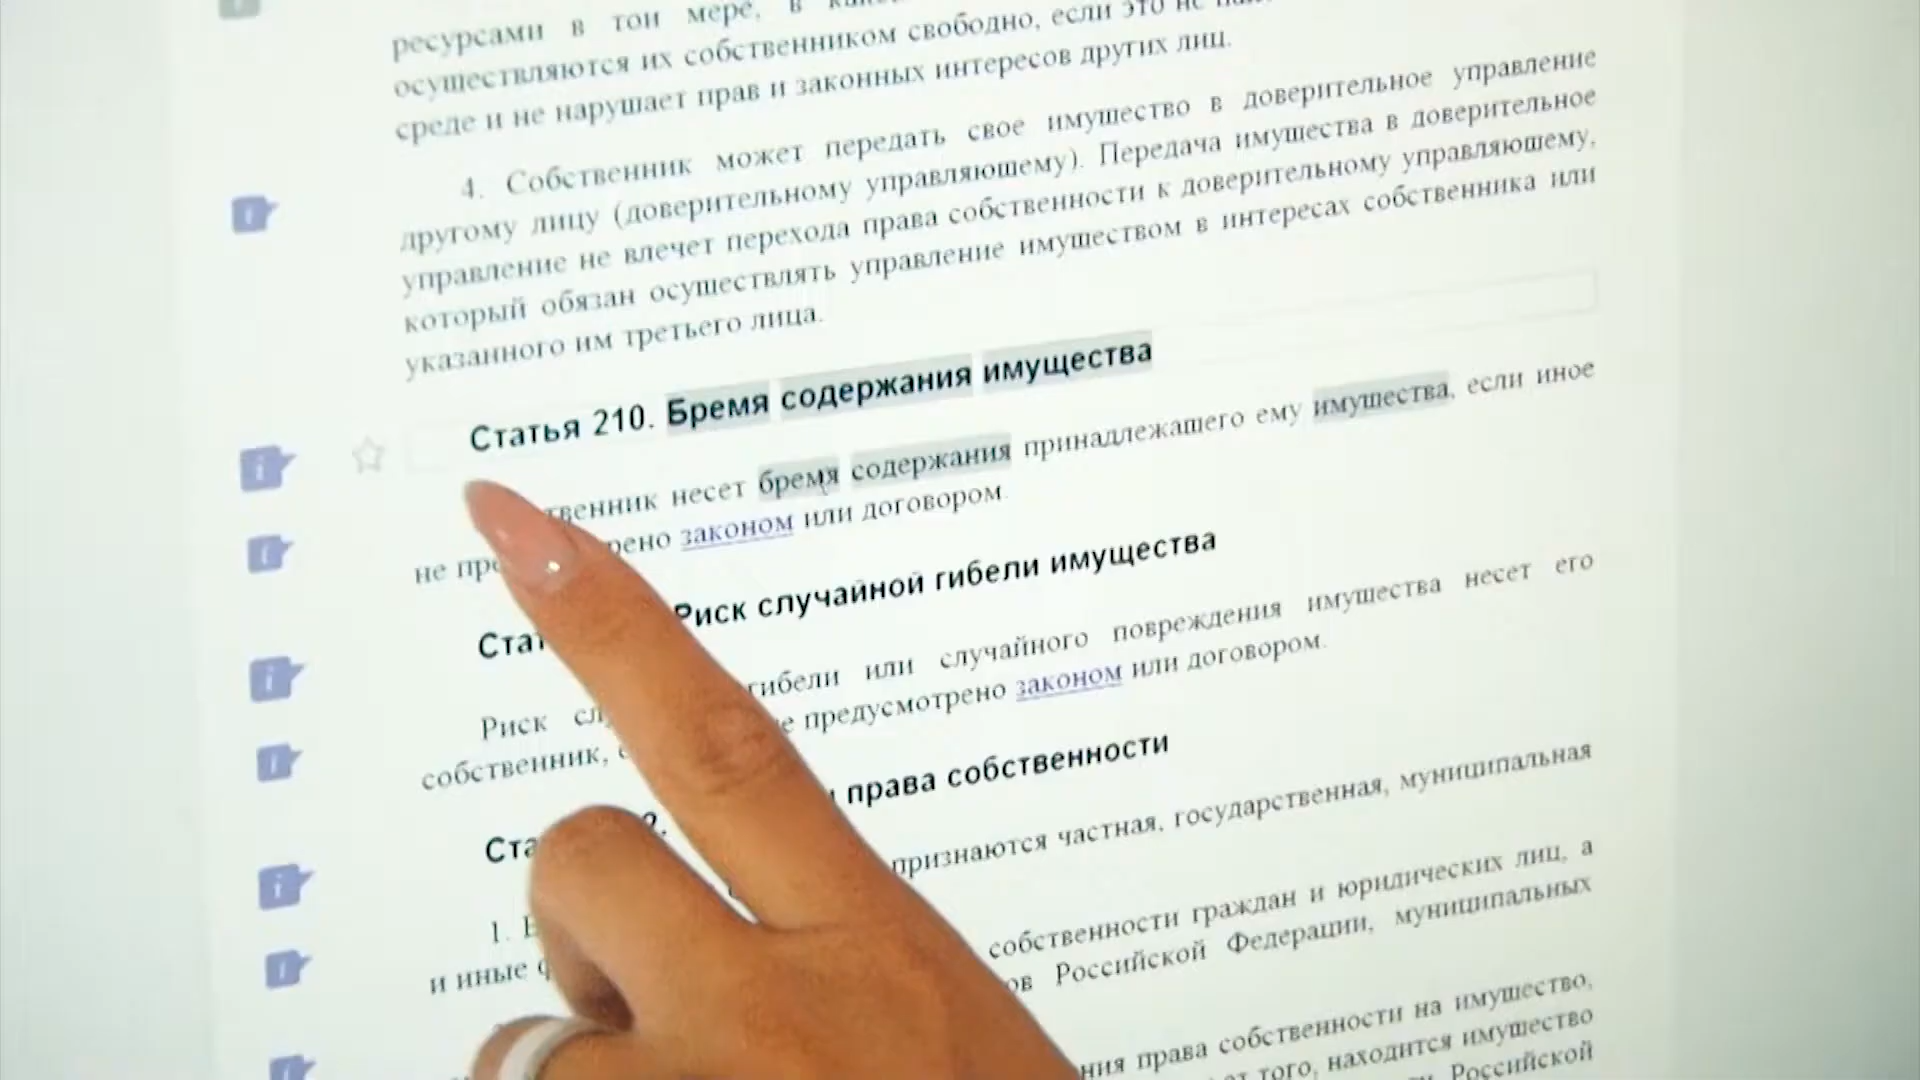 ресурсами в той мере, в
осуществляются их собственником свободно, если это не
среде и не нарушает прав и законных интересов других лиц.
4. Собственник может передать свое имущество в доверительное управление
другому лицу (доверительному управляющему). Передача имущества в доверительное
управление не влечет перехода права собственности к доверительному управляющему,
который обязан осуществлять управление имуществом в интересах собственника или
указанного им третьего лица.
Статья 210. Бремя содержания имущества
твенник несет бремя содержания принадлежащего ему имущества, если иное
не пре рено законом или договором.
Стат Риск случайной гибели имущества
Риск сл гибели или случайного повреждения имущества несет его
собственник, е предусмотрено законом или договором.
Ста 2. права собственности
1. признаются частная, государственная, муниципальная
и иные ф
собственности граждан и юридических лиц, а
ов Российской Федерации, муниципальных
ния права собственности на имущество,
от того, находится имущество
Российской